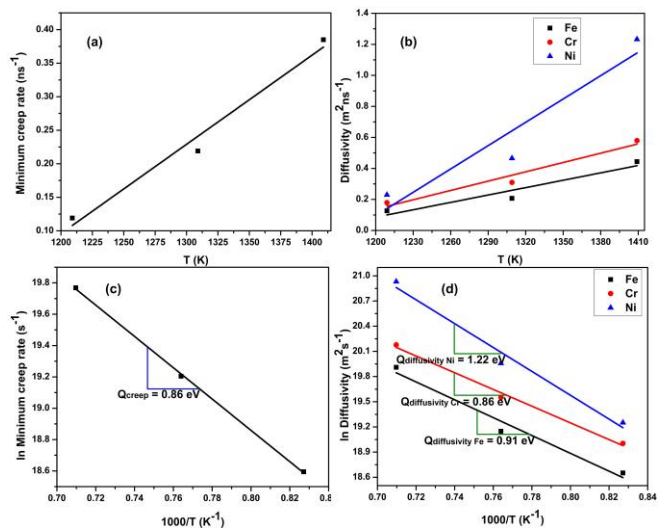 0.40
0.35
0.30
0.25
0.20
0.15
0.10
Minimum creep rate (ns⁻¹)
(a)
1200 1225 1250 1275 1300 1325 1350 1375 1400
T (K)
1.4
1.2
1.0
0.8
0.6
0.4
0.2
0.0
Diffusivity (m²ns⁻¹)
(b)
Fe
Cr
Ni
1200 1230 1260 1290 1320 1350 1380 1410
T (K)
19.8
19.6
19.4
19.2
19.0
18.8
18.6
ln Minimum creep rate (s⁻¹)
(c)
Qcreep = 0.86 eV
0.70 0.72 0.74 0.76 0.78 0.80 0.82
1000/T (K⁻¹)
21.0
20.7
20.4
20.1
19.8
19.5
19.2
18.9
18.6
ln Diffusivity (m²s⁻¹)
(d)
Fe
Cr
Ni
Qdiffusivity Ni = 1.22 eV
Qdiffusivity Cr = 0.86 eV
Qdiffusivity Fe = 0.91 eV
0.70 0.72 0.74 0.76 0.78 0.80 0.82 0.84
1000/T (K⁻¹)